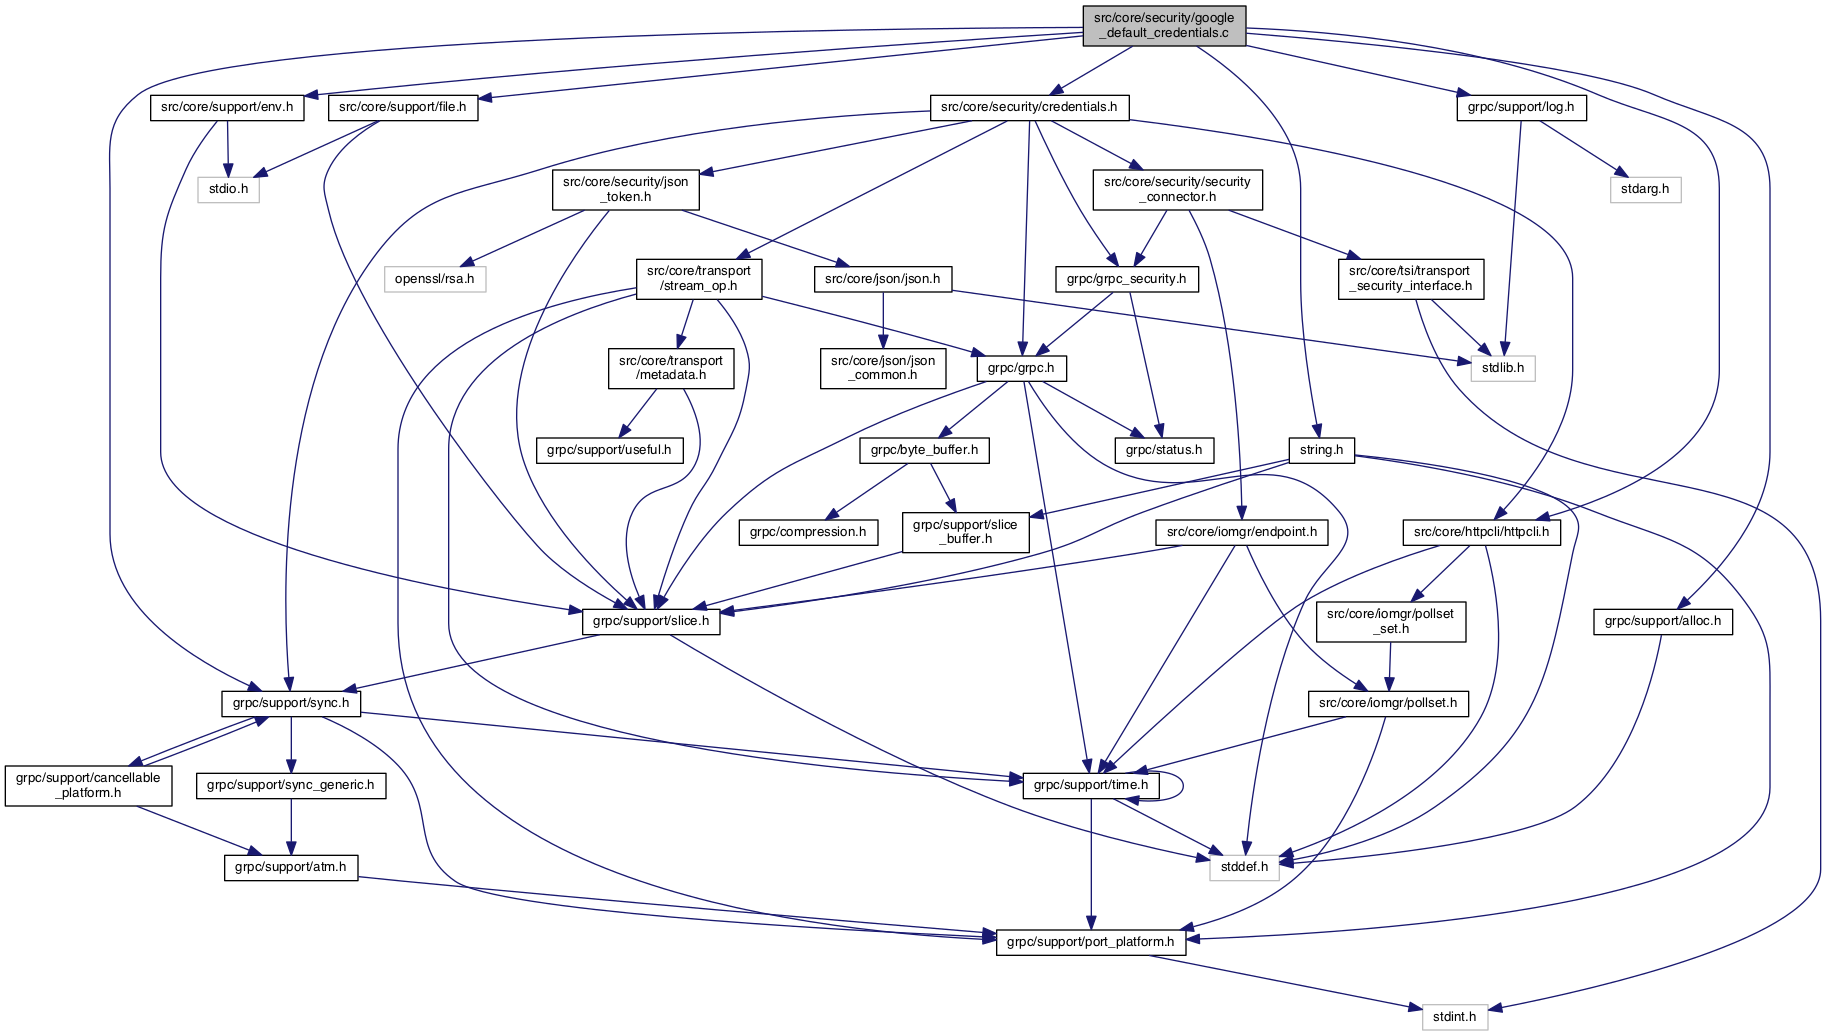 src/core/security/google
_default_credentials.c
src/core/support/env.h
src/core/support/file.h
src/core/security/credentials.h
grpc/support/log.h
stdio.h
src/core/security/json
_token.h
src/core/security/security
_connector.h
stdarg.h
openssl/rsa.h
src/core/transport
/stream_op.h
src/core/json/json.h
grpc/grpc_security.h
src/core/tsi/transport
_security_interface.h
src/core/transport
/metadata.h
src/core/json/json
_common.h
grpc/grpc.h
stdlib.h
grpc/support/useful.h
grpc/byte_buffer.h
grpc/status.h
string.h
grpc/compression.h
grpc/support/slice
_buffer.h
src/core/iomgr/endpoint.h
src/core/httpcli/httpcli.h
grpc/support/slice.h
src/core/iomgr/pollset
_set.h
grpc/support/alloc.h
grpc/support/sync.h
src/core/iomgr/pollset.h
grpc/support/cancellable
_platform.h
grpc/support/sync_generic.h
grpc/support/time.h
grpc/support/atm.h
stddef.h
grpc/support/port_platform.h
stdint.h